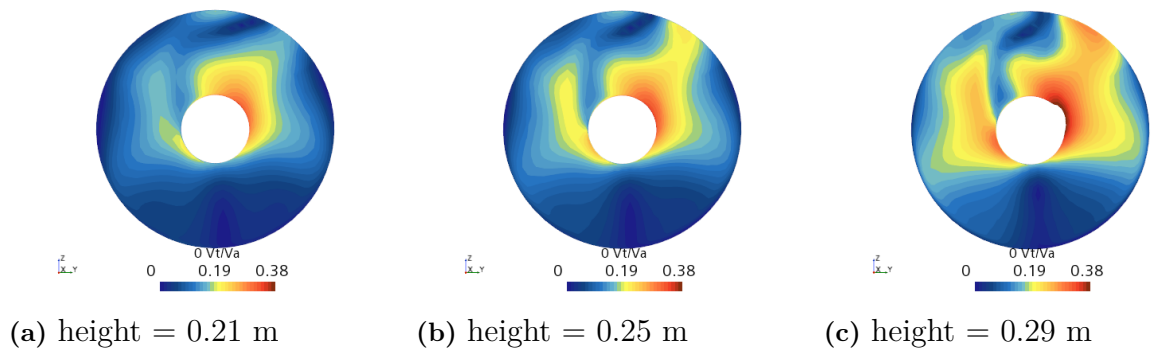 0 Vt/Va 0 Vt/Va 0 Vt/Va
Z Z Z
X Y X Y X Y
0 0.19 0.38 0 0.19 0.38 0 0.19 0.38
(a) height = 0.21 m (b) height = 0.25 m (c) height = 0.29 m